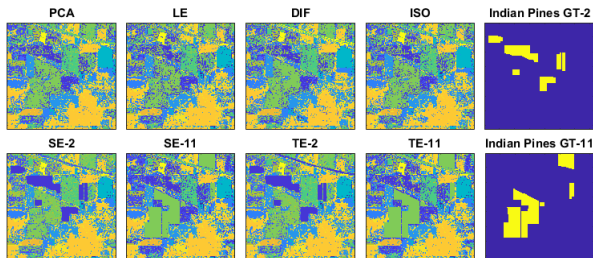 PCA LE DIF ISO Indian Pines GT-2
SE-2 SE-11 TE-2 TE-11 Indian Pines GT-11